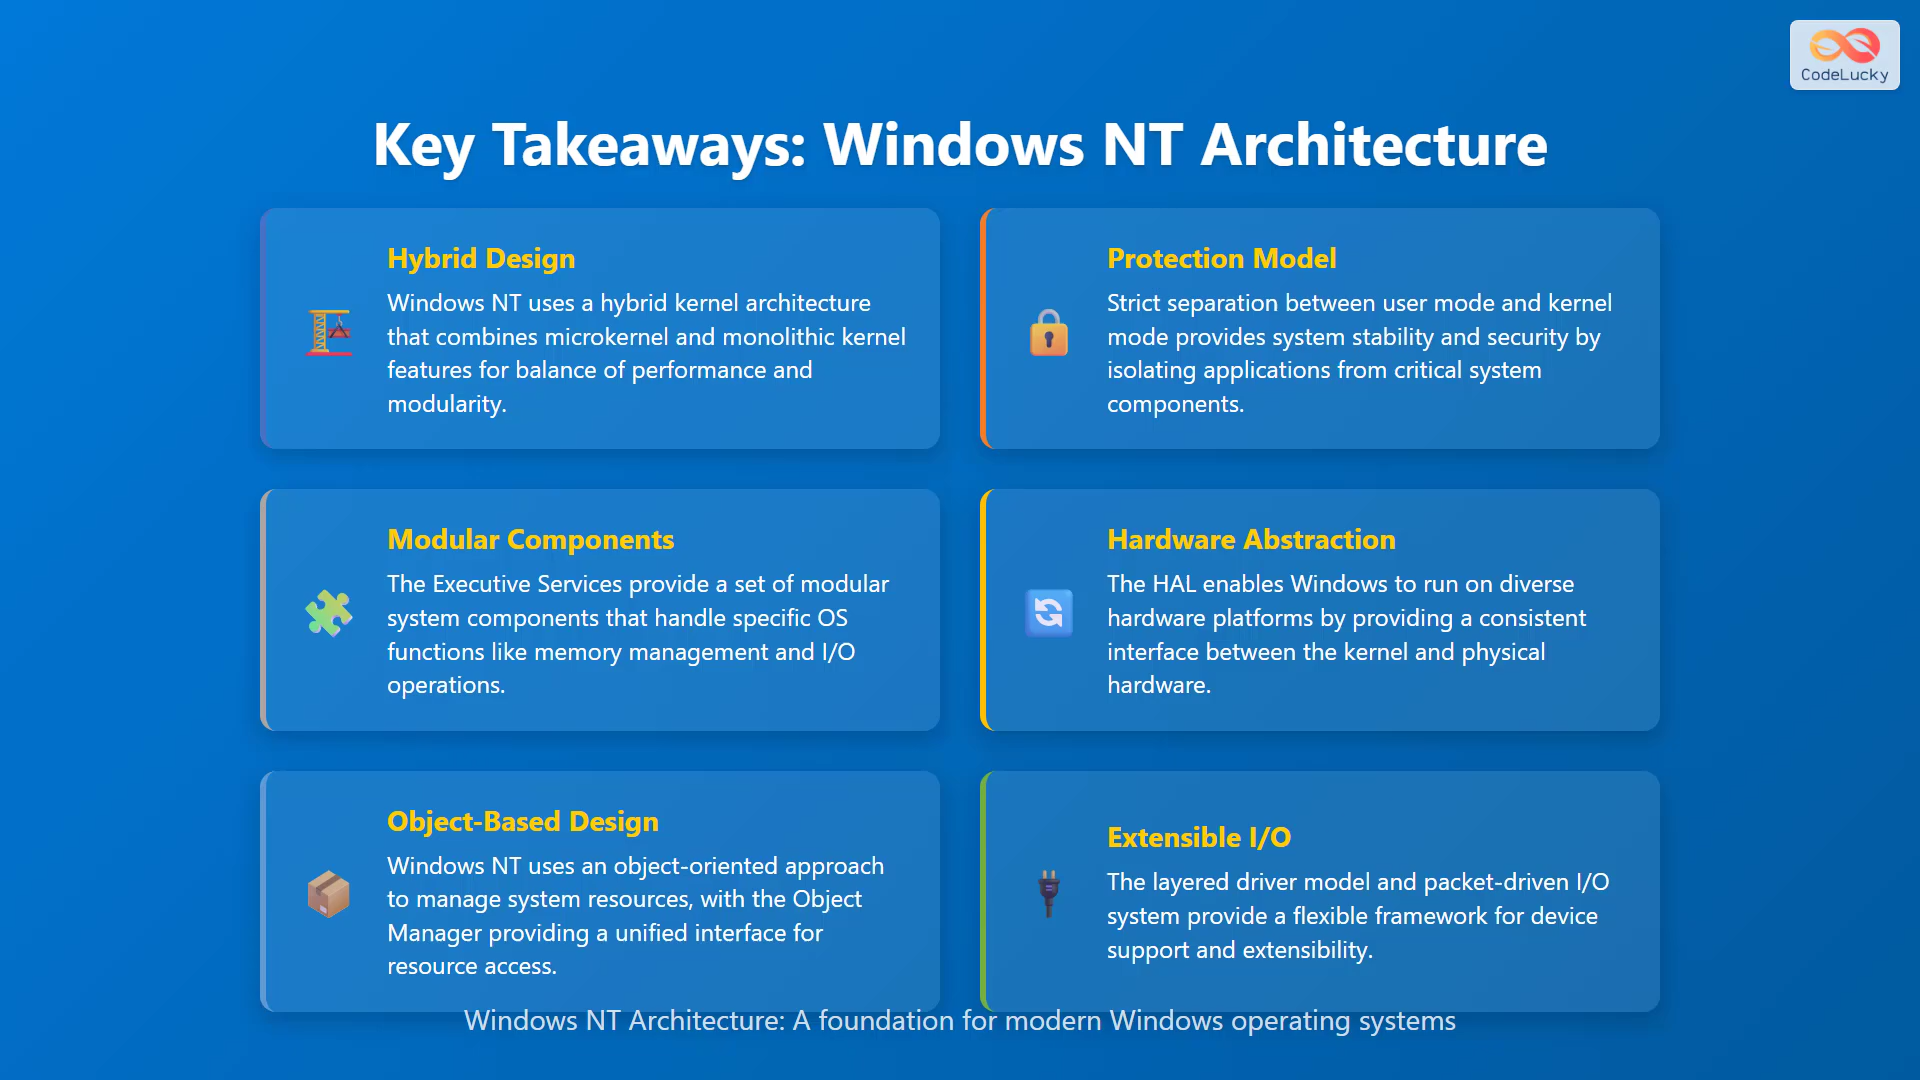 CodeLucky
Key Takeaways: Windows NT Architecture
Hybrid Design
Windows NT uses a hybrid kernel architecture
that combines microkernel and monolithic kernel
features for balance of performance and
modularity.
Protection Model
Strict separation between user mode and kernel
mode provides system stability and security by
isolating applications from critical system
components.
Modular Components
The Executive Services provide a set of modular
system components that handle specific OS
functions like memory management and I/O
operations.
Hardware Abstraction
The HAL enables Windows to run on diverse
hardware platforms by providing a consistent
interface between the kernel and physical
hardware.
Object-Based Design
Windows NT uses an object-oriented approach
to manage system resources, with the Object
Manager providing a unified interface for
resource access.
Extensible I/O
The layered driver model and packet-driven I/O
system provide a flexible framework for device
support and extensibility.
Windows NT Architecture: A foundation for modern Windows operating systems